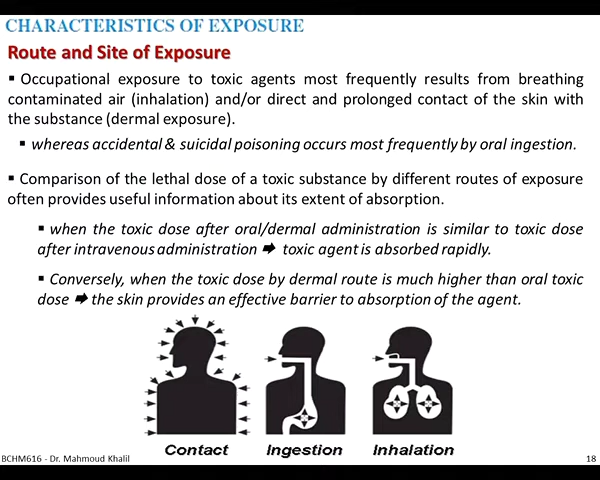 CHARACTERISTICS OF EXPOSURE
Route and Site of Exposure
▪ Occupational exposure to toxic agents most frequently results from breathing
contaminated air (inhalation) and/or direct and prolonged contact of the skin with
the substance (dermal exposure).
▪ whereas accidental & suicidal poisoning occurs most frequently by oral ingestion.
▪ Comparison of the lethal dose of a toxic substance by different routes of exposure
often provides useful information about its extent of absorption.
▪ when the toxic dose after oral/dermal administration is similar to toxic dose
after intravenous administration ➡ toxic agent is absorbed rapidly.
▪ Conversely, when the toxic dose by dermal route is much higher than oral toxic
dose ➡ the skin provides an effective barrier to absorption of the agent.
Contact Ingestion Inhalation
BCHM616 - Dr. Mahmoud Khalil 18